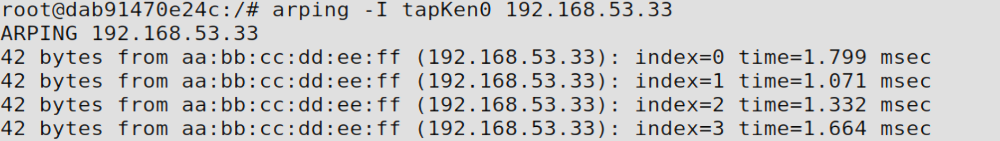 root@dab91470e24c:/# arping -I tapKen0 192.168.53.33
ARPING 192.168.53.33
42 bytes from aa:bb:cc:dd:ee:ff (192.168.53.33): index=0 time=1.799 msec
42 bytes from aa:bb:cc:dd:ee:ff (192.168.53.33): index=1 time=1.071 msec
42 bytes from aa:bb:cc:dd:ee:ff (192.168.53.33): index=2 time=1.332 msec
42 bytes from aa:bb:cc:dd:ee:ff (192.168.53.33): index=3 time=1.664 msec